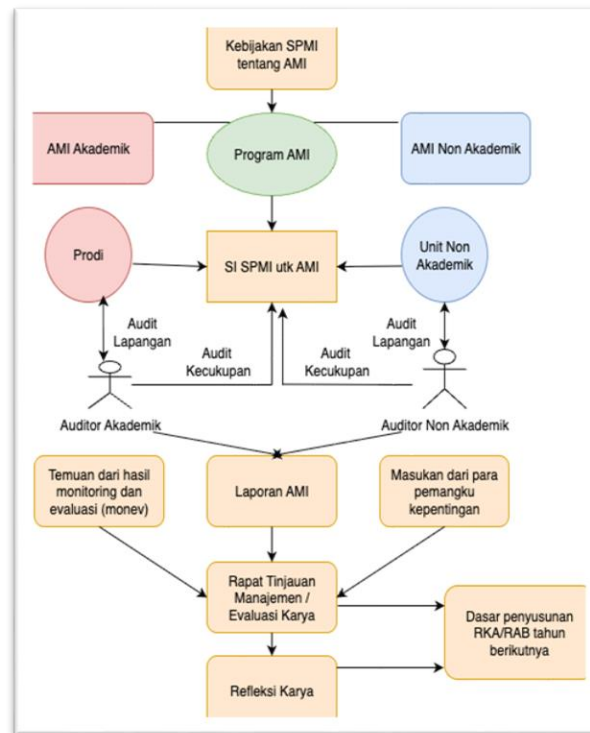 Kebijakan SPMI
tentang AMI
AMI Akademik
Program AMI
AMI Non Akademik
Prodi
SI SPMI utk AMI
Unit Non
Akademik
Audit
Lapangan
Audit
Kecukupan
Audit
Kecukupan
Audit
Lapangan
Auditor Akademik
Auditor Non Akademik
Temuan dari hasil
monitoring dan
evaluasi (monev)
Laporan AMI
Masukan dari para
pemangku
kepentingan
Rapat Tinjauan
Manajemen /
Evaluasi Karya
Dasar penyusunan
RKA/RAB tahun
berikutnya
Refleksi Karya